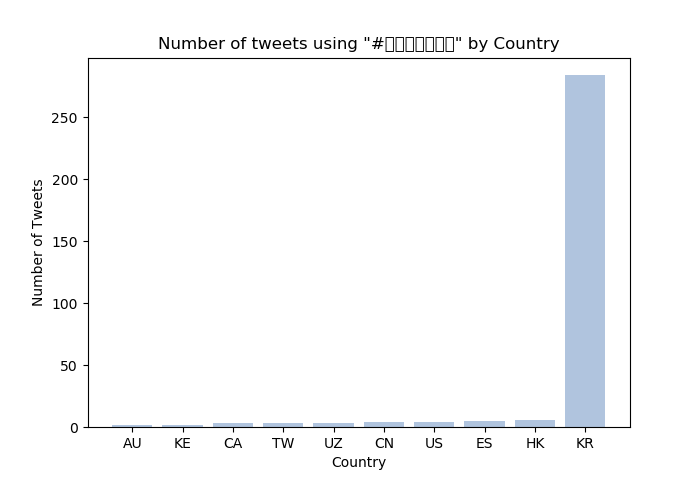 Number of tweets using "#□□□□□□□" by Country
Number of Tweets
250
200
150
100
50
0
AU KE CA TW UZ CN US ES HK KR
Country